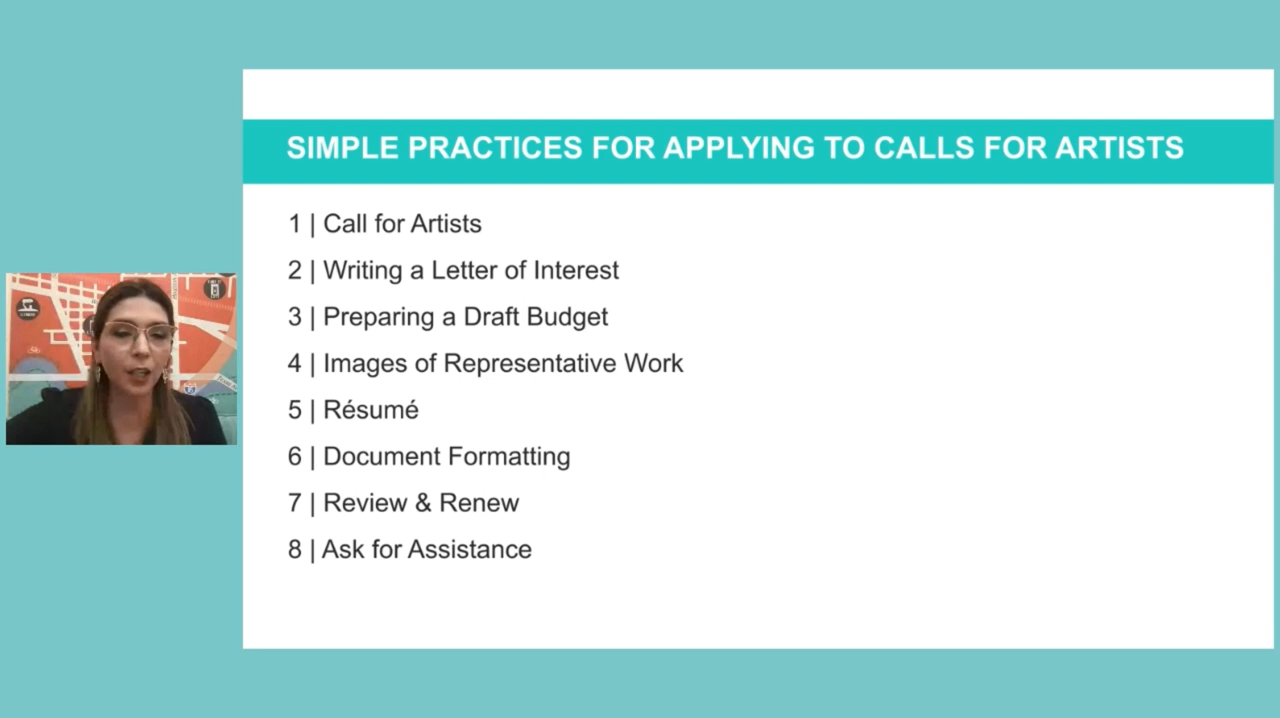 SIMPLE PRACTICES FOR APPLYING TO CALLS FOR ARTISTS
1 | Call for Artists
2 | Writing a Letter of Interest
3 | Preparing a Draft Budget
4 | Images of Representative Work
5 | Résumé
6 | Document Formatting
7 | Review & Renew
8 | Ask for Assistance